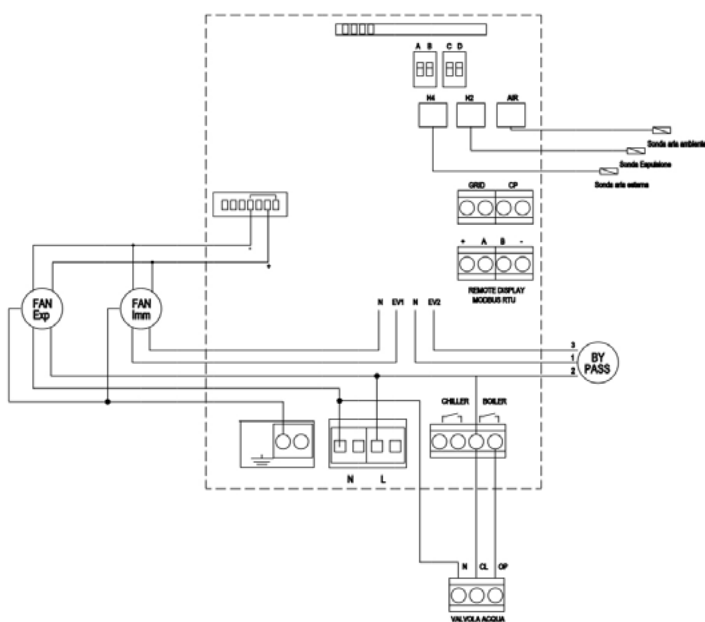 A B C D
H4 H2 AIR
Sonda aria ambiente
Sonda Espulsione
Sonda aria esterna
GRID CP
+ A B -
REMOTE DISPLAY
MODBUS RTU
- +
FAN
Exp
FAN
Imm
N EV1 N EV2
3
1
2
BY
PASS
CHILLER BOILER
N L
N CL OP
VALVOLA ACQUA